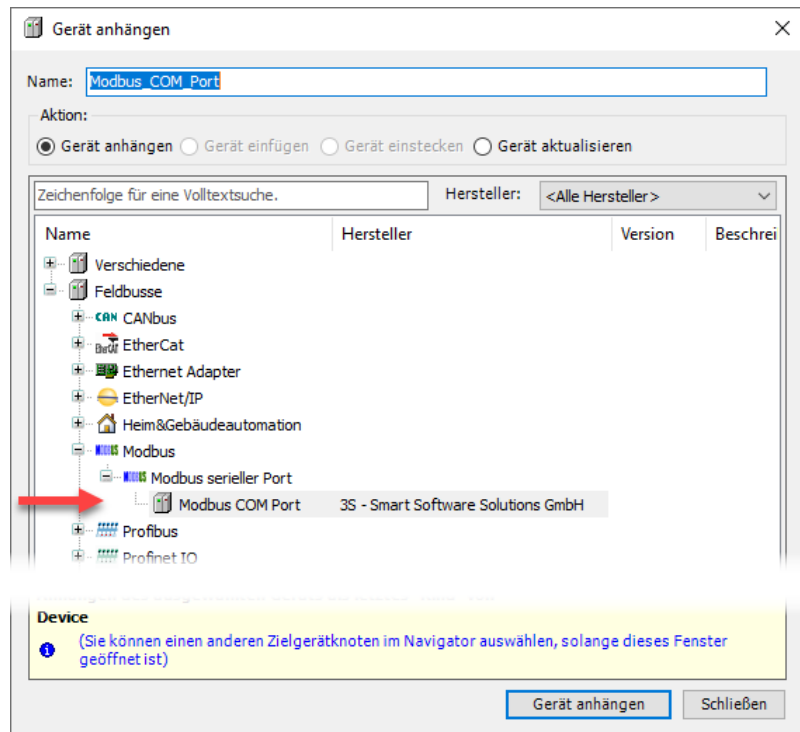 Gerät anhängen
Name: Modbus_COM_Port
Aktion:
Gerät anhängen Gerät einfügen Gerät einstecken Gerät aktualisieren
Zeichenfolge für eine Volltextsuche. Hersteller: <Alle Hersteller>
Name Hersteller Version Beschrei
Verschiedene
Feldbusse
CAN CANbus
EtherCat
Ethernet Adapter
EtherNet/IP
Heim&Gebäudeautomation
Modbus
Modbus serieller Port
Modbus COM Port 3S - Smart Software Solutions GmbH
Profibus
Profinet IO
Device
(Sie können einen anderen Zielgerätknoten im Navigator auswählen, solange dieses Fenster
geöffnet ist)
Gerät anhängen Schließen